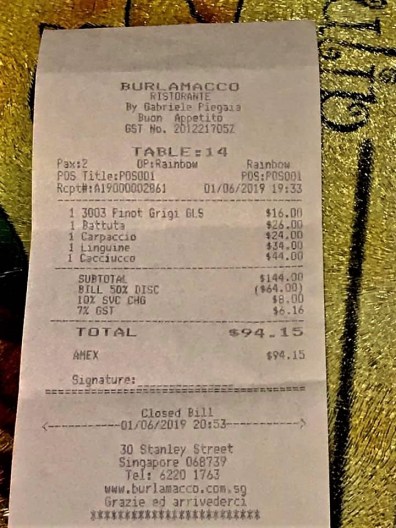 BURLAMACCO
RISTORANTE
By Gabriele Piegaia
Buon Appetito
GST No. 201221705Z
TABLE:14
Pax:2 OP:Rainbow Rainbow
POS Title:POS001 POS:POS001
Rcpt#:A19000002861 01/06/2019 19:33
1 3003 Pinot Grigi GLS $16.00
1 Battuta $26.00
1 Carpaccio $24.00
1 Linguine $34.00
1 Cacciucco $44.00
SUBTOTAL $144.00
BILL 50% DISC ($64.00)
10% SVC CHG $8.00
7% GST $6.16
TOTAL $94.15
AMEX $94.15
Signature:
Closed Bill
<------01/06/2019 20:53------>
30 Stanley Street
Singapore 068739
Tel: 6220 1763
www.burlamacco.com.sg
Grazie ed arrivederci